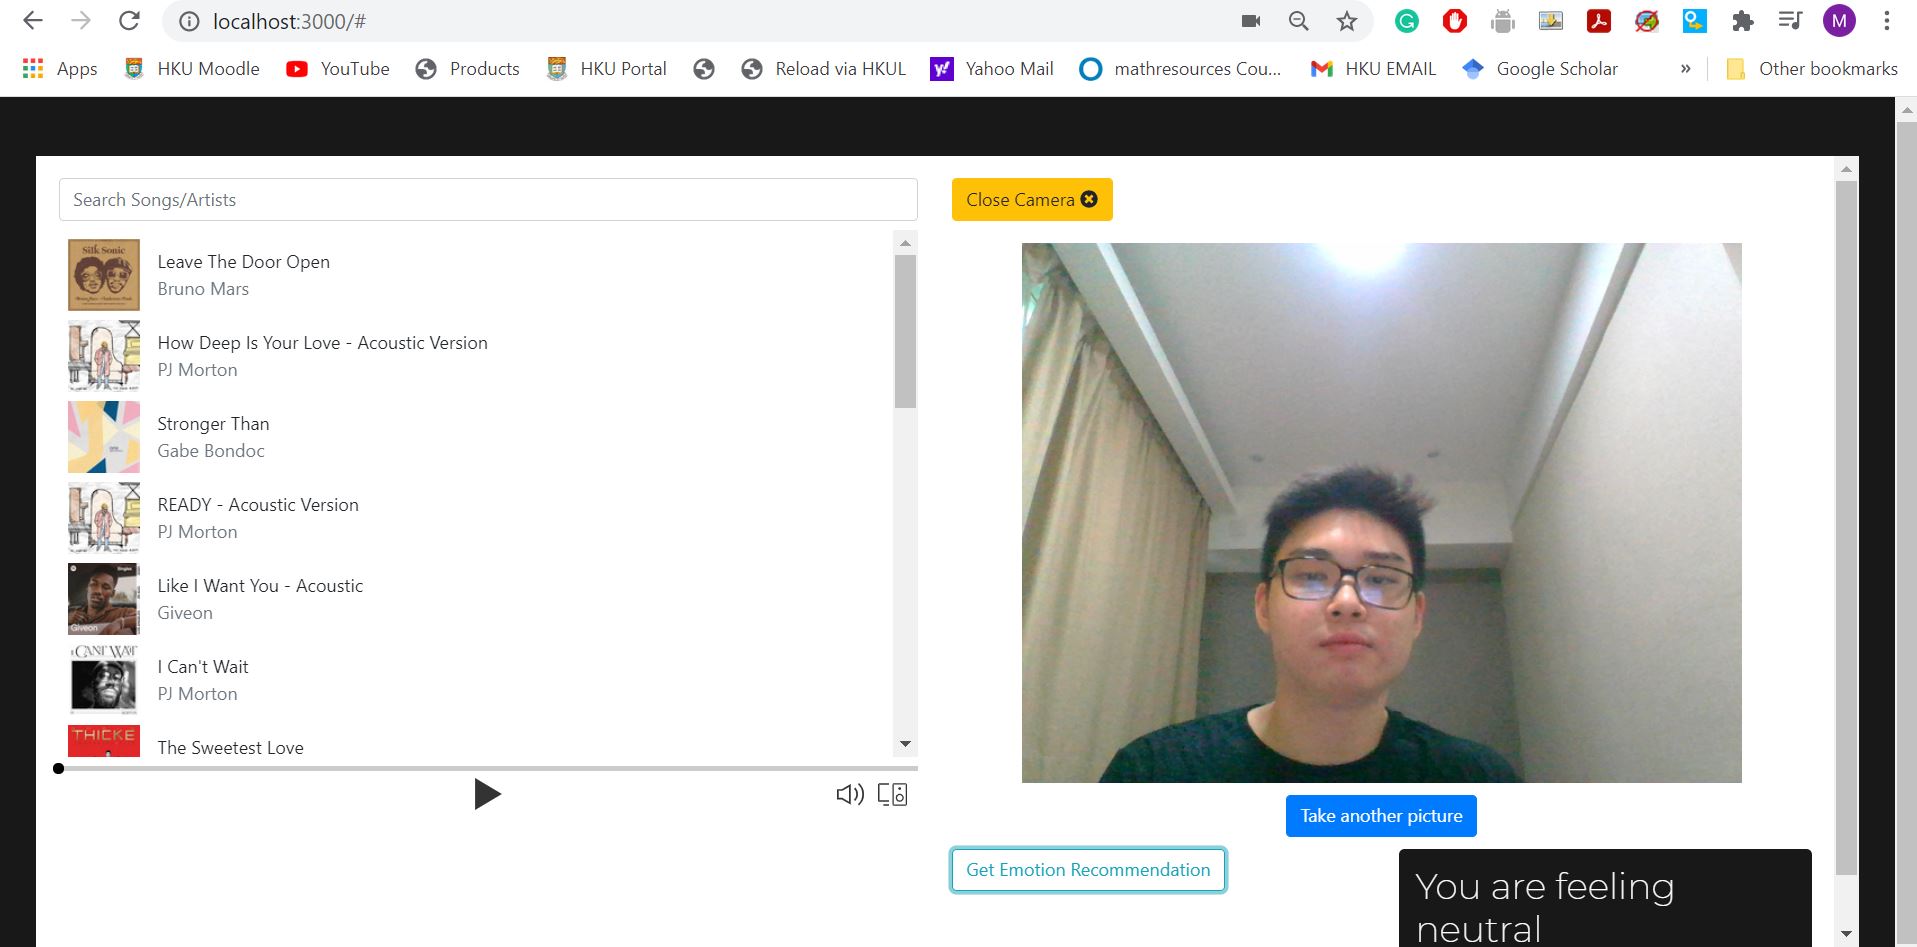 localhost:3000/#
M
Apps HKU Moodle YouTube Products HKU Portal Reload via HKUL Yahoo Mail mathresources Cou... HKU EMAIL Google Scholar » Other bookmarks
Search Songs/Artists
Silk Sonic
Leave The Door Open
Bruno Mars
How Deep Is Your Love - Acoustic Version
PJ Morton
Stronger Than
Gabe Bondoc
READY - Acoustic Version
PJ Morton
Like I Want You - Acoustic
Giveon
Giveon
I CAN'T WAIT
I Can't Wait
PJ Morton
THICKE
The Sweetest Love
Close Camera
Take another picture
Get Emotion Recommendation
You are feeling
neutral